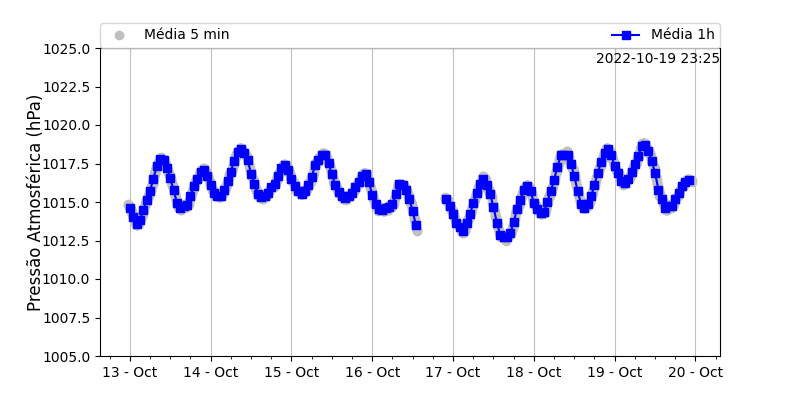 Média 5 min
Média 1h
2022-10-19 23:25
Pressão Atmosférica (hPa)
1025.0
1022.5
1020.0
1017.5
1015.0
1012.5
1010.0
1007.5
1005.0
13 - Oct
14 - Oct
15 - Oct
16 - Oct
17 - Oct
18 - Oct
19 - Oct
20 - Oct